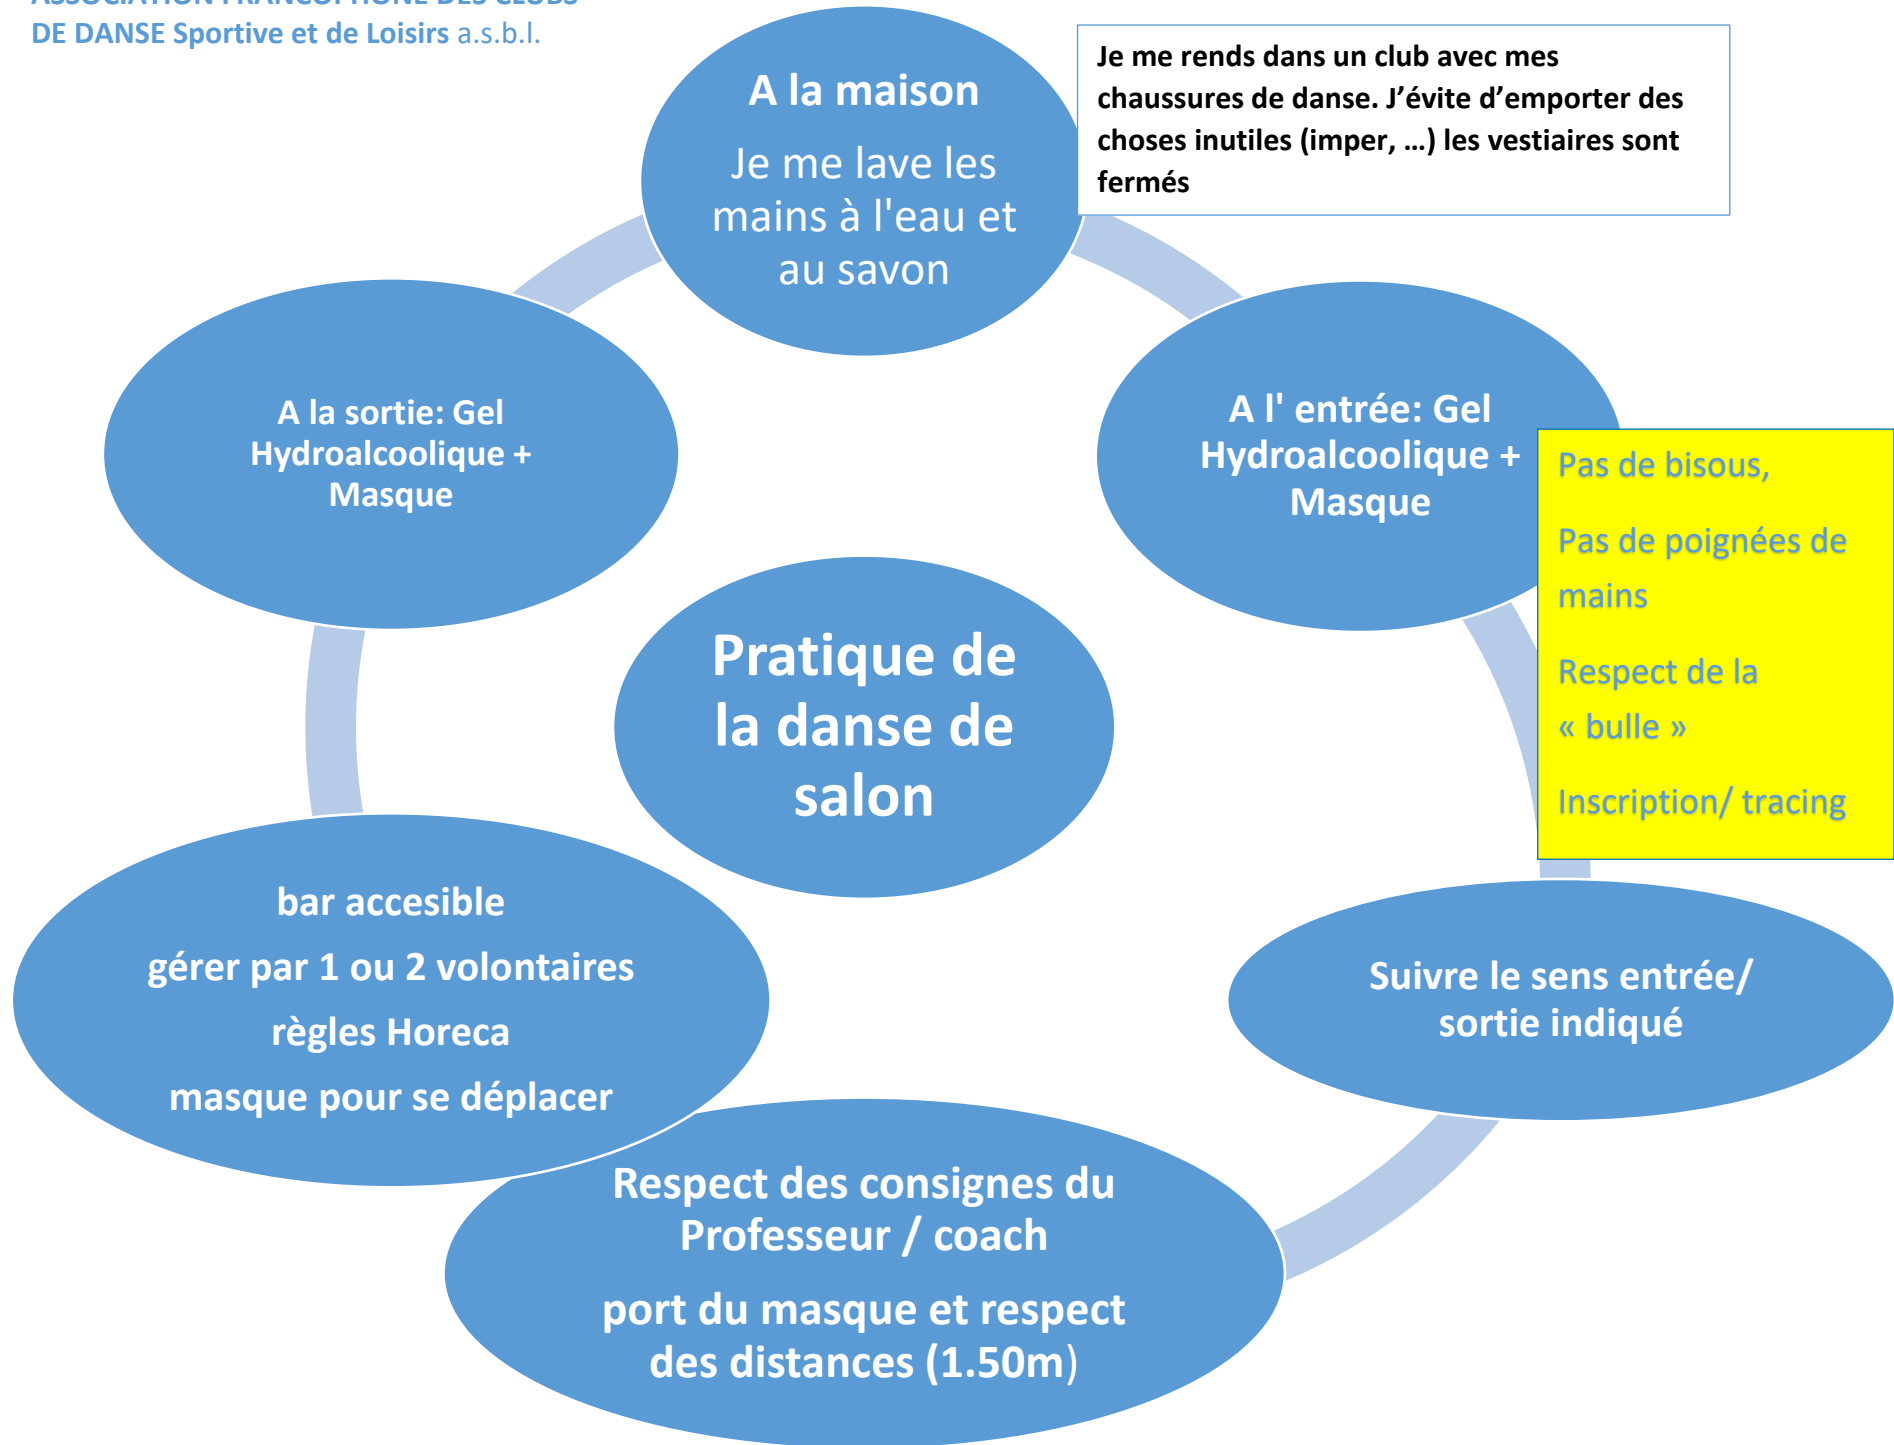 ASSOCIATION FRANCOPHONE DES CLUBS
DE DANSE Sportive et de Loisirs a.s.b.l.
A la maison
Je me lave les
mains à l'eau et
au savon
Je me rends dans un club avec mes
chaussures de danse. J’évite d’emporter des
choses inutiles (imper, …) les vestiaires sont
fermés
A l' entrée: Gel
Hydroalcoolique +
Masque
Pas de bisous,
Pas de poignées de
mains
Respect de la
« bulle »
Inscription/ tracing
Suivre le sens entrée/
sortie indiqué
Respect des consignes du
Professeur / coach
port du masque et respect
des distances (1.50m)
bar accesible
gérer par 1 ou 2 volontaires
règles Horeca
masque pour se déplacer
A la sortie: Gel
Hydroalcoolique +
Masque
Pratique de
la danse de
salon